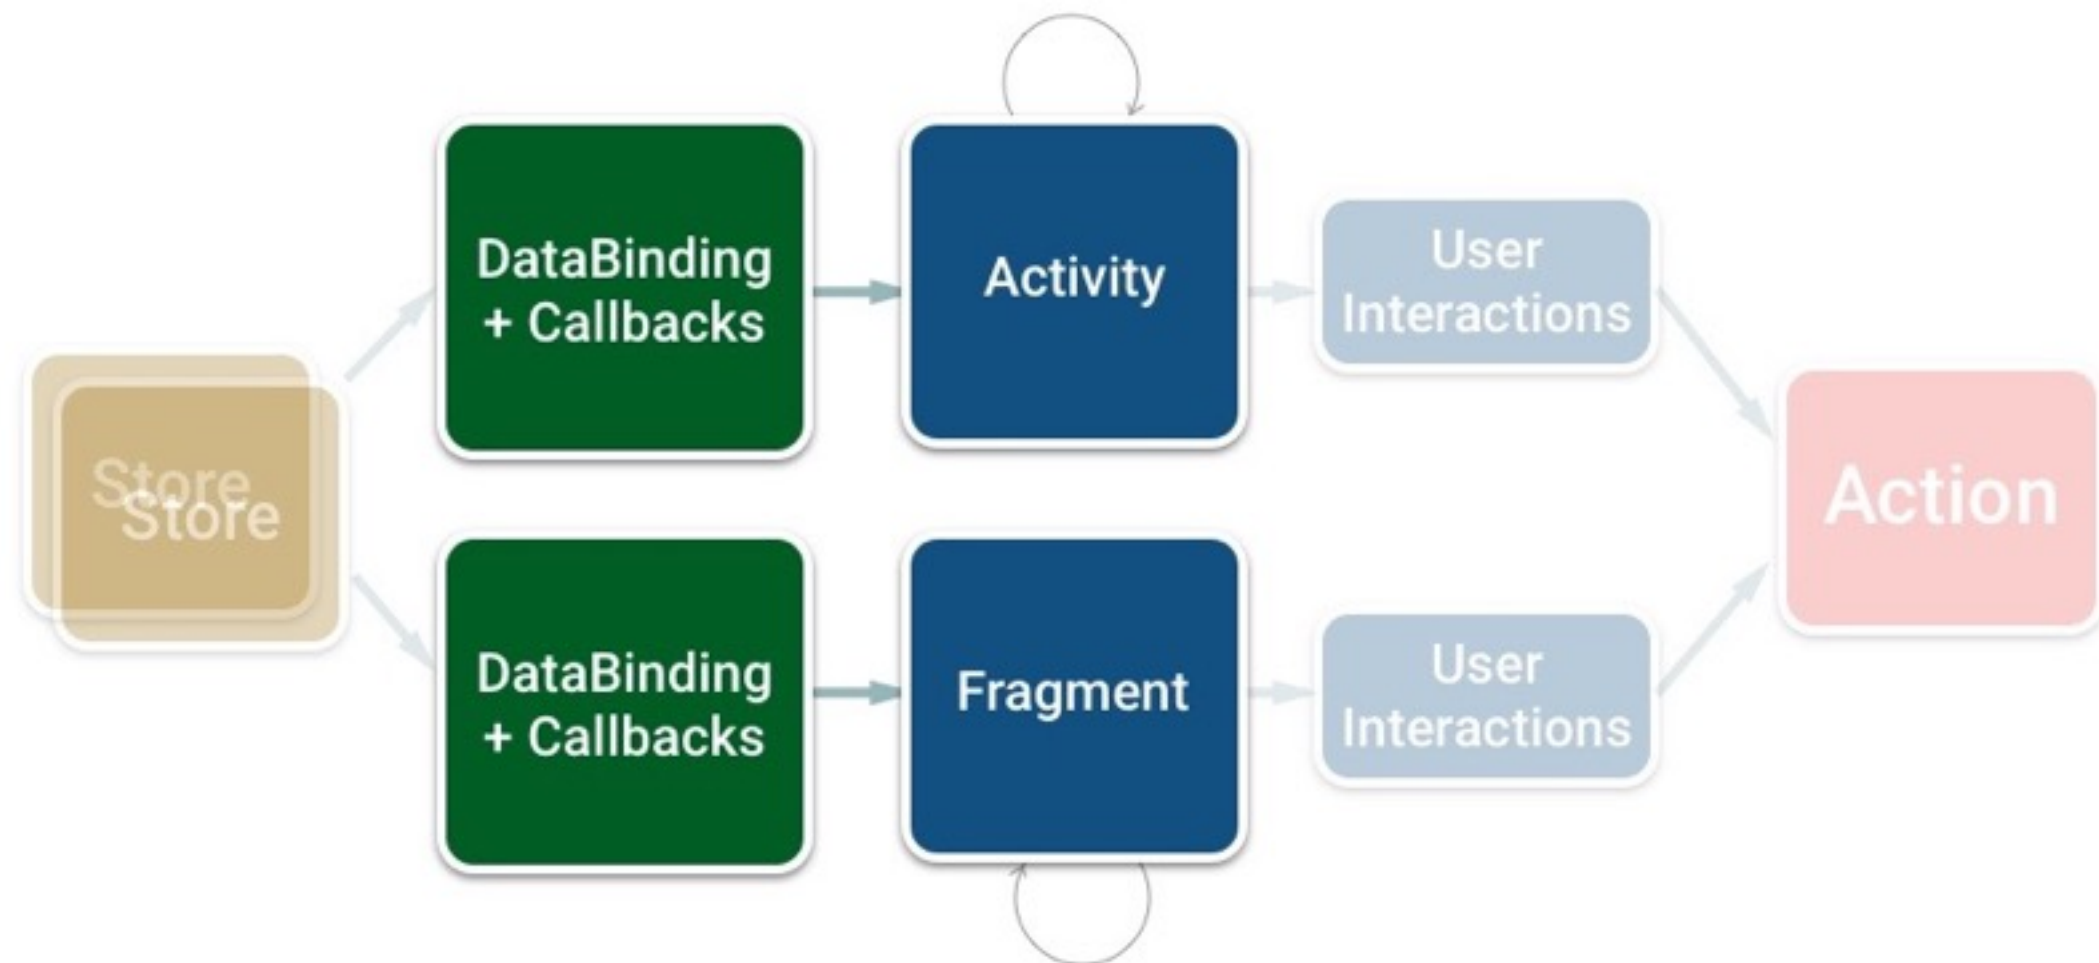 Store
Store
DataBinding
+ Callbacks
Activity
User
Interactions
DataBinding
+ Callbacks
Fragment
User
Interactions
Action